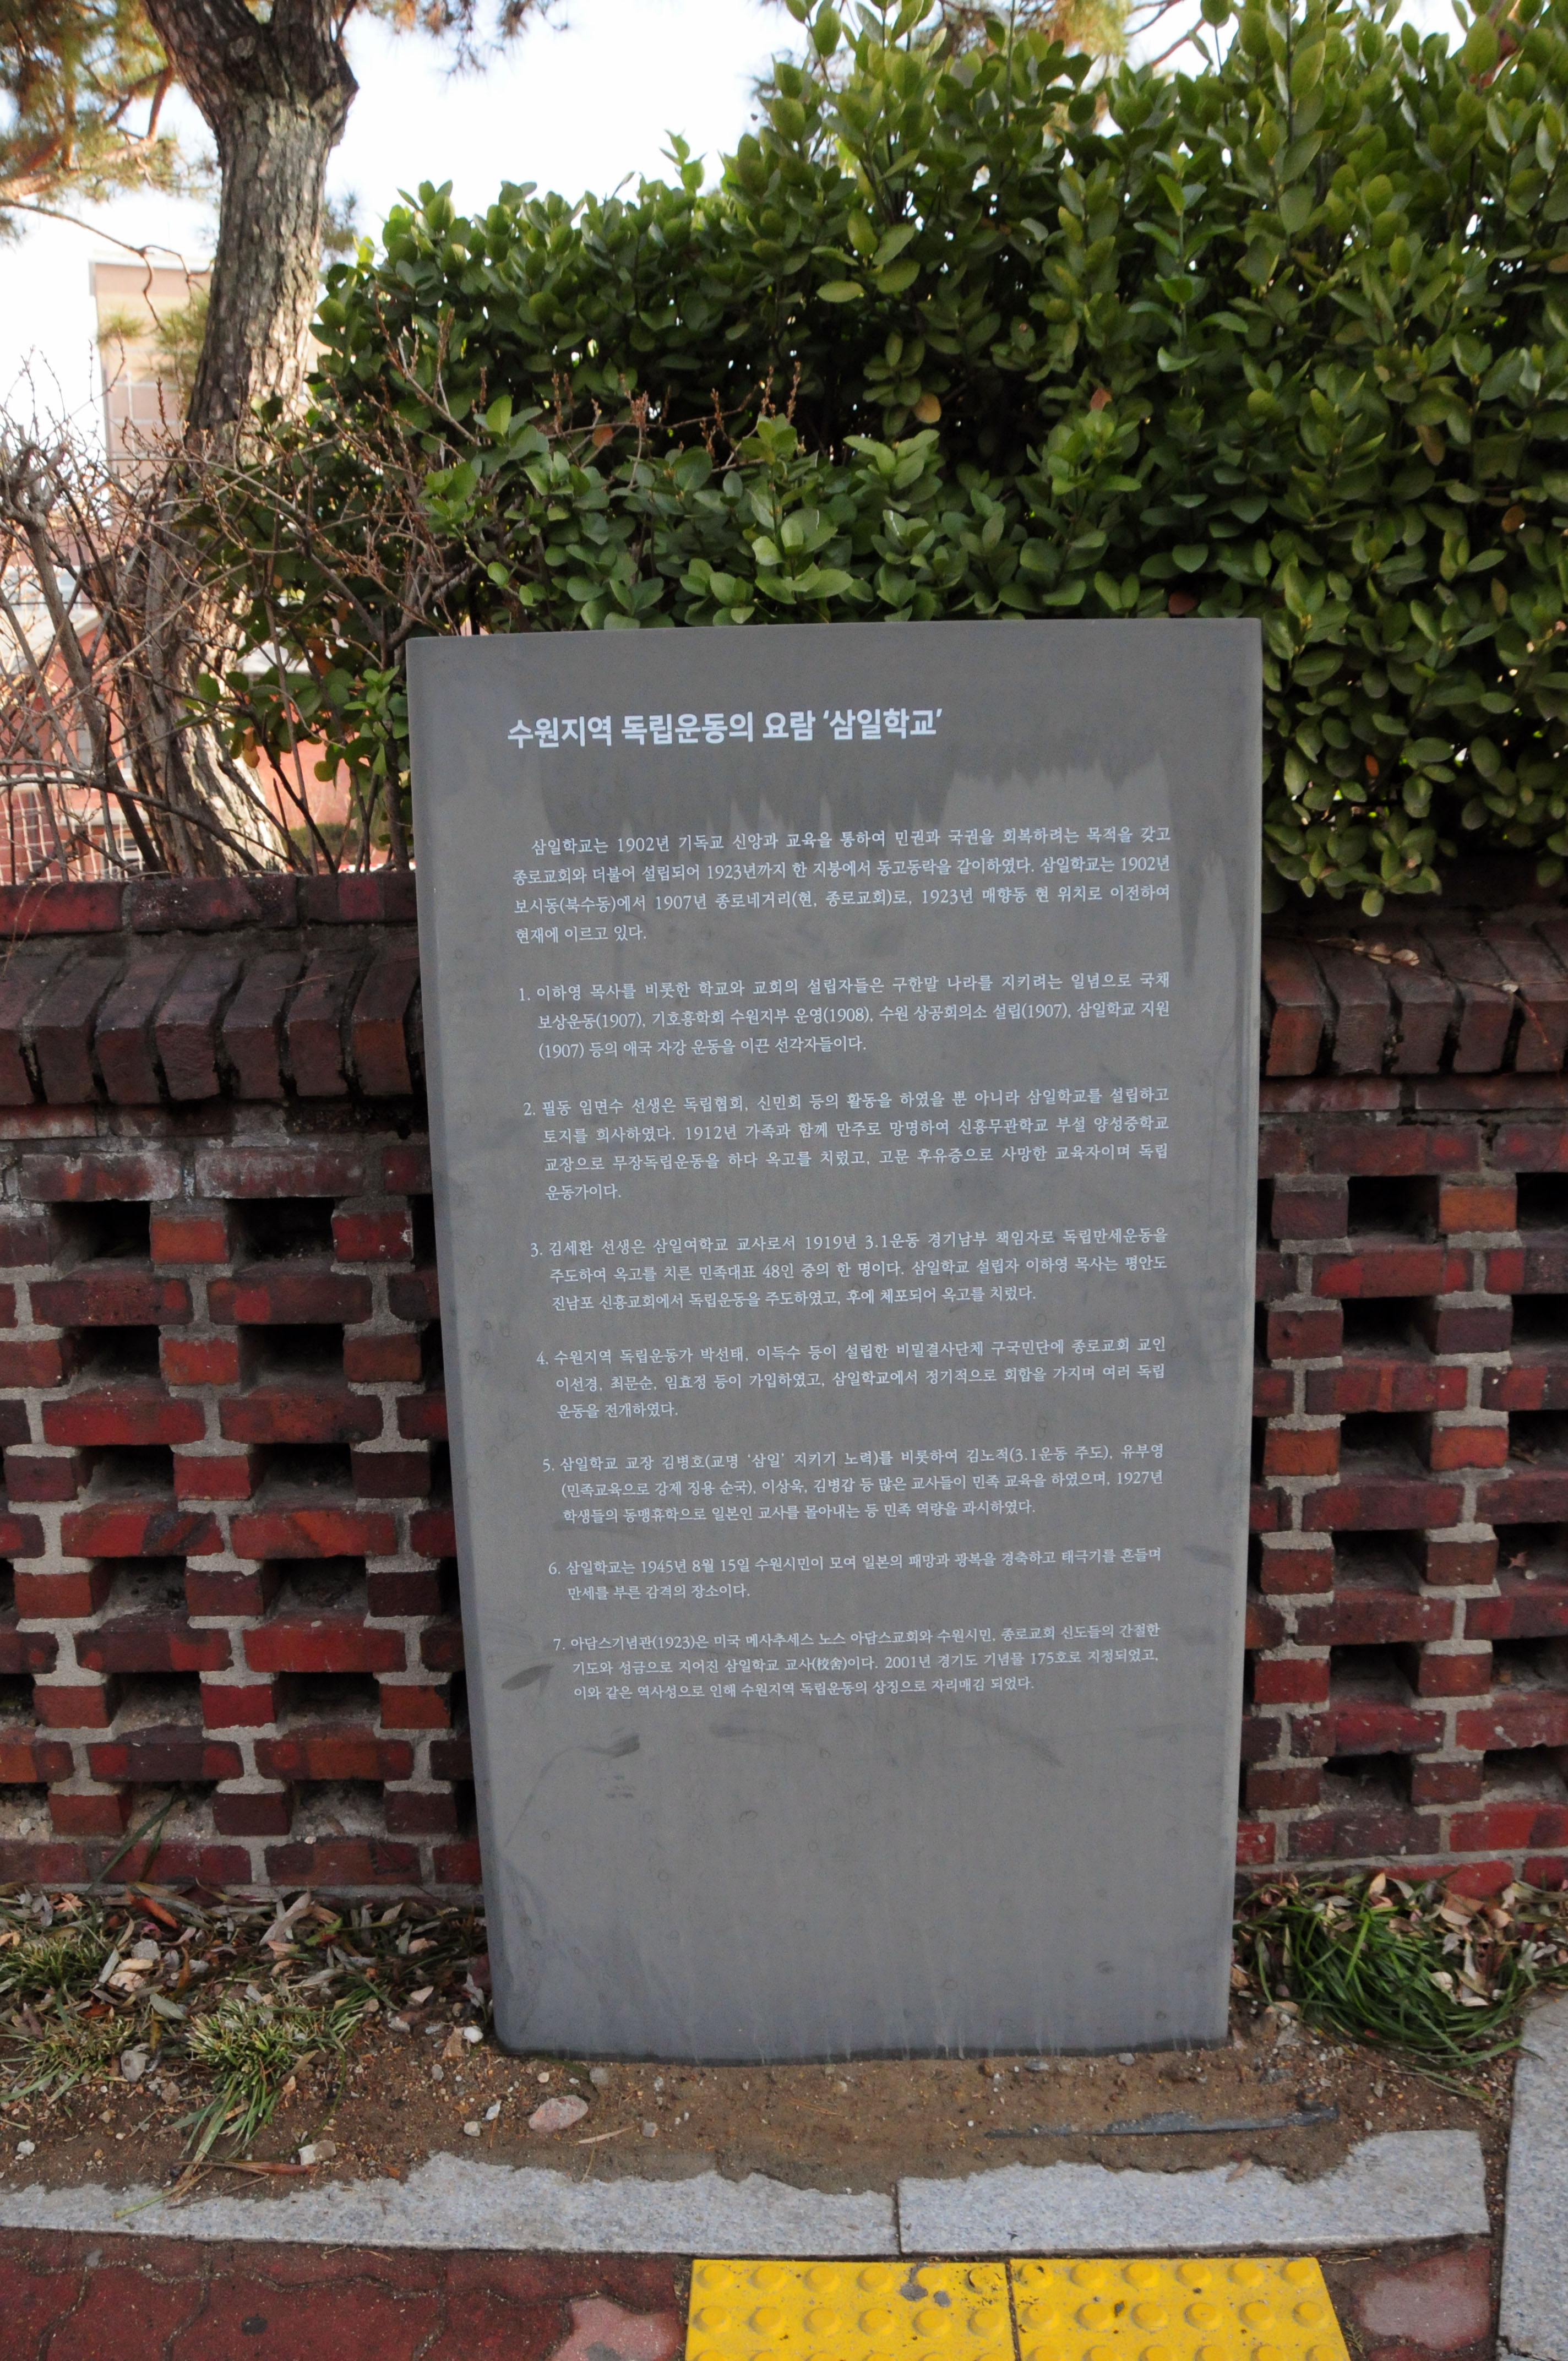 수원지역 독립운동의 요람 ‘삼일학교’
삼일학교는 1902년 기독교 신앙과 교육을 통하여 민권과 국권을 회복하려는 목적을 갖고
종로교회와 더불어 설립되어 1923년까지 한 지붕에서 동고동락을 같이하였다. 삼일학교는 1902년
보시동(북수동)에서 1907년 종로네거리(현, 종로교회)로, 1923년 매향동 현 위치로 이전하여
현재에 이르고 있다.
1. 이하영 목사를 비롯한 학교와 교회의 설립자들은 구한말 나라를 지키려는 일념으로 국채
보상운동(1907), 기호흥학회 수원지부 운영(1908), 수원 상공회의소 설립(1907), 삼일학교 지원
(1907) 등의 애국 자강 운동을 이끈 선각자들이다.
2. 필동 임면수 선생은 독립협회, 신민회 등의 활동을 하였을 뿐 아니라 삼일학교를 설립하고
토지를 희사하였다. 1912년 가족과 함께 만주로 망명하여 신흥무관학교 부설 양성중학교
교장으로 무장독립운동을 하다 옥고를 치렀고, 고문 후유증으로 사망한 교육자이며 독립
운동가이다.
3. 김세환 선생은 삼일여학교 교사로서 1919년 3.1운동 경기남부 책임자로 독립만세운동을
주도하여 옥고를 치른 민족대표 48인 중의 한 명이다. 삼일학교 설립자 이하영 목사는 평안도
진남포 신흥교회에서 독립운동을 주도하였고, 후에 체포되어 옥고를 치렀다.
4. 수원지역 독립운동가 박선태, 이득수 등이 설립한 비밀결사단체 구국민단에 종로교회 교인
이선경, 최문순, 임효정 등이 가입하였고, 삼일학교에서 정기적으로 회합을 가지며 여러 독립
운동을 전개하였다.
5. 삼일학교 교장 김병호(교명 ‘삼일’ 지키기 노력)를 비롯하여 김노적(3.1운동 주도), 유부영
(민족교육으로 강제 징용 순국), 이상욱, 김병갑 등 많은 교사들이 민족 교육을 하였으며, 1927년
학생들의 동맹휴학으로 일본인 교사를 몰아내는 등 민족 역량을 과시하였다.
6. 삼일학교는 1945년 8월 15일 수원시민이 모여 일본의 패망과 광복을 경축하고 태극기를 흔들며
만세를 부른 감격의 장소이다.
7. 아담스기념관(1923)은 미국 메사추세스 노스 아담스교회와 수원시민, 종로교회 신도들의 간절한
기도와 성금으로 지어진 삼일학교 교사(校舍)이다. 2001년 경기도 기념물 175호로 지정되었고,
이와 같은 역사성으로 인해 수원지역 독립운동의 상징으로 자리매김 되었다.